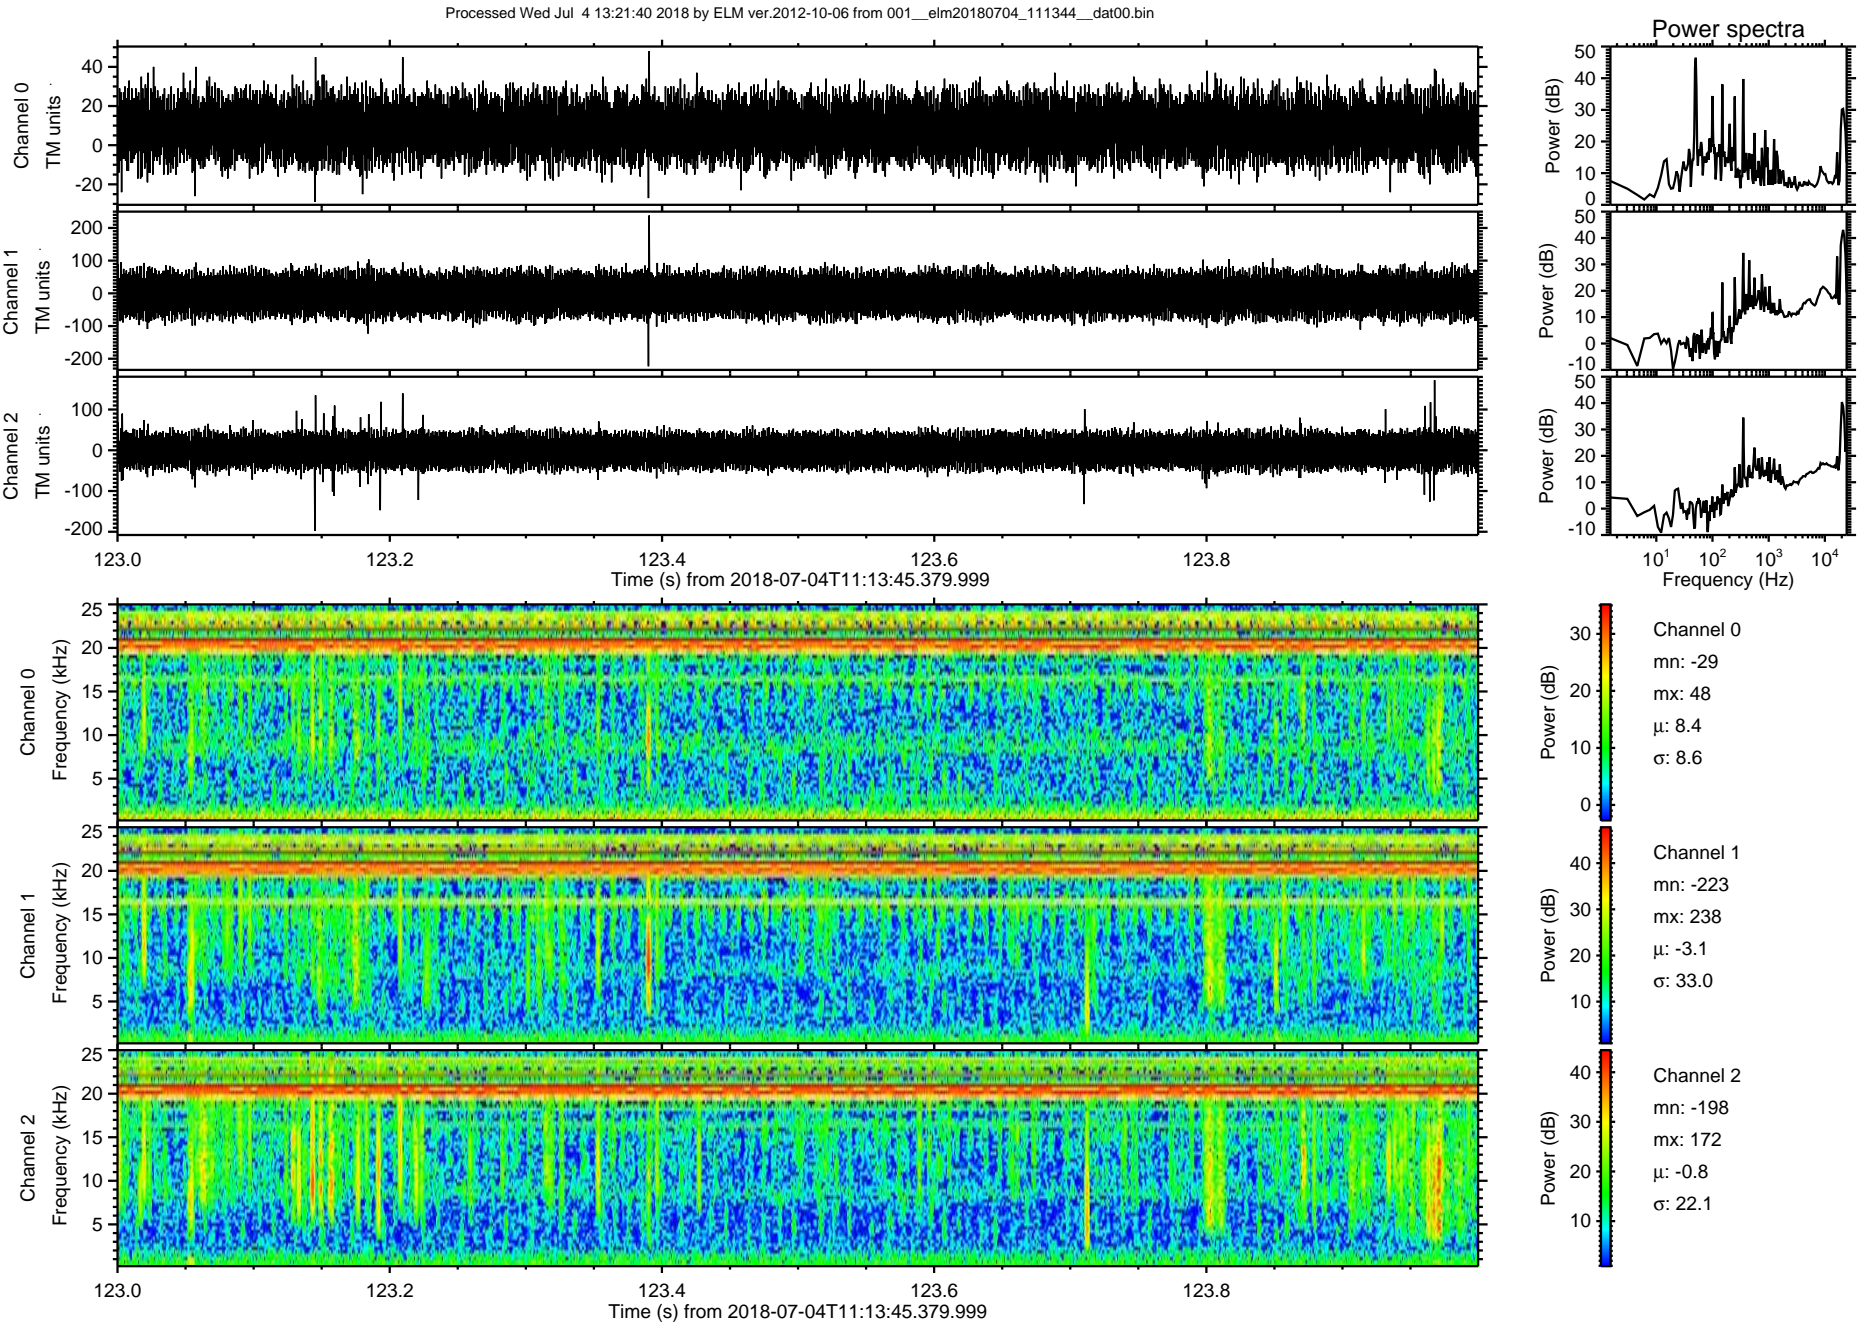 Processed Wed Jul  4 13:21:40 2018 by ELM ver.2012-10-06 from 001__elm20180704_111344__dat00.bin
Power spectra
Channel 0
TM units
40
20
0
-20
Power (dB)
50
40
30
20
10
0
Channel 1
TM units
200
100
0
-100
-200
Power (dB)
50
40
30
20
10
0
-10
Channel 2
TM units
100
0
-100
-200
Power (dB)
50
40
30
20
10
0
-10
123.0 123.2 123.4 123.6 123.8
Time (s) from 2018-07-04T11:13:45.379.999
10¹ 10² 10³ 10⁴
Frequency (Hz)
Channel 0
Frequency (kHz)
25
20
15
10
5
Power (dB)
30
20
10
0
Channel 0
mn: -29
mx: 48
μ: 8.4
σ: 8.6
Channel 1
Frequency (kHz)
25
20
15
10
5
Power (dB)
40
30
20
10
Channel 1
mn: -223
mx: 238
μ: -3.1
σ: 33.0
Channel 2
Frequency (kHz)
25
20
15
10
5
Power (dB)
40
30
20
10
Channel 2
mn: -198
mx: 172
μ: -0.8
σ: 22.1
123.0 123.2 123.4 123.6 123.8
Time (s) from 2018-07-04T11:13:45.379.999